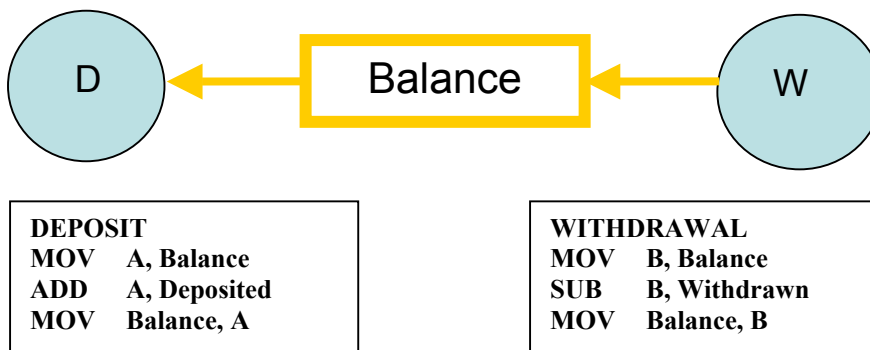 D
Balance
W
DEPOSIT
MOV A, Balance
ADD A, Deposited
MOV Balance, A
WITHDRAWAL
MOV B, Balance
SUB B, Withdrawn
MOV Balance, B